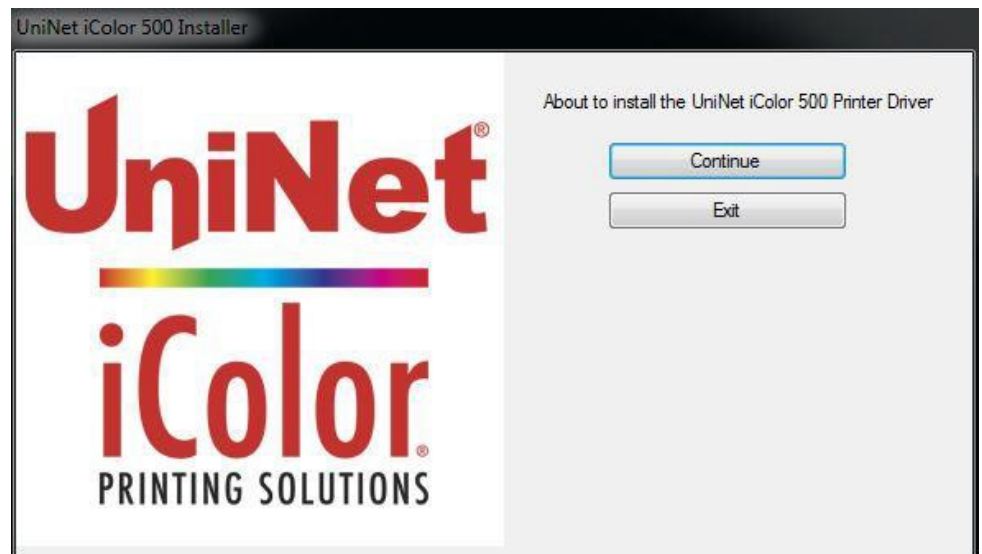 UniNet iColor 500 Installer
UniNet®
iColor®
PRINTING SOLUTIONS
About to install the UniNet iColor 500 Printer Driver
Continue
Exit